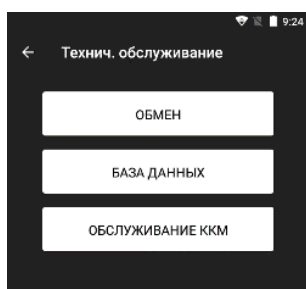 9:24
Технич. обслуживание
ОБМЕН
БАЗА ДАННЫХ
ОБСЛУЖИВАНИЕ ККМ